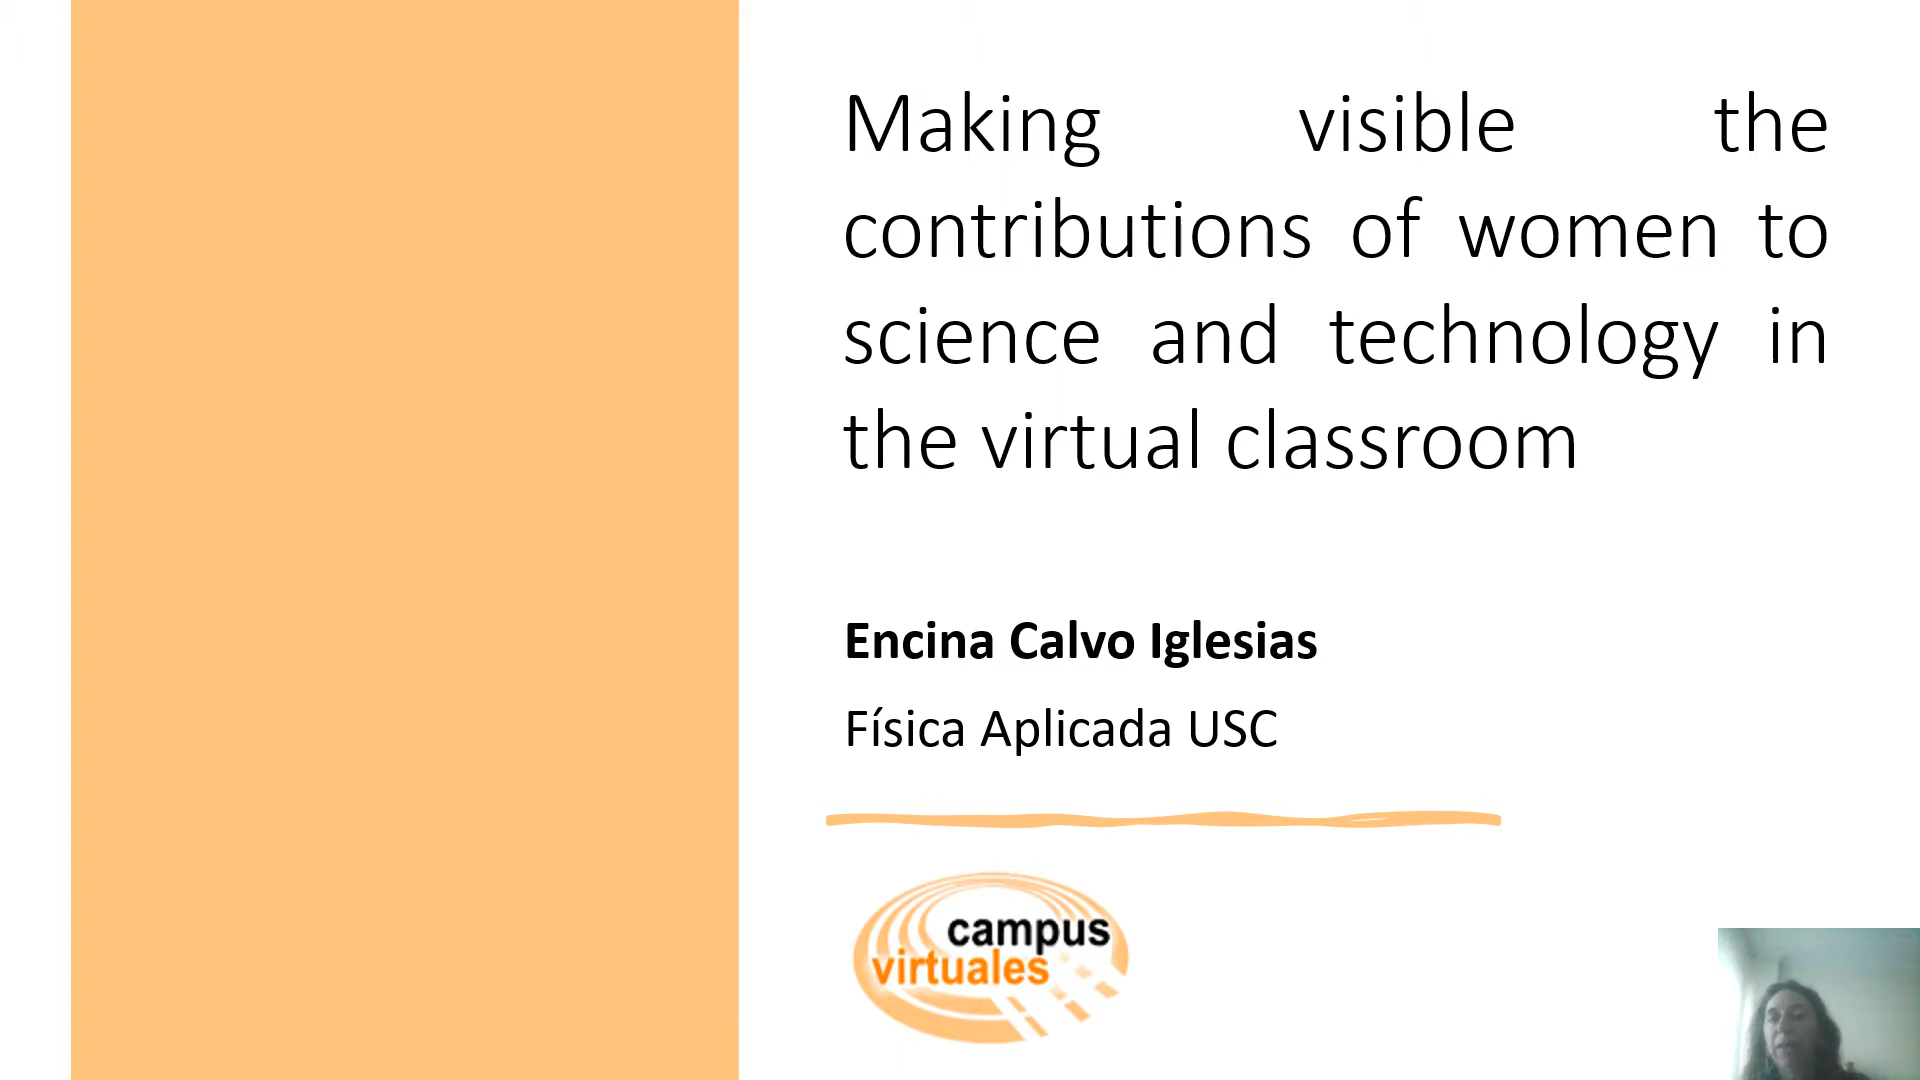 Making visible the
contributions of women to
science and technology in
the virtual classroom
Encina Calvo Iglesias
Física Aplicada USC
campus
virtuales